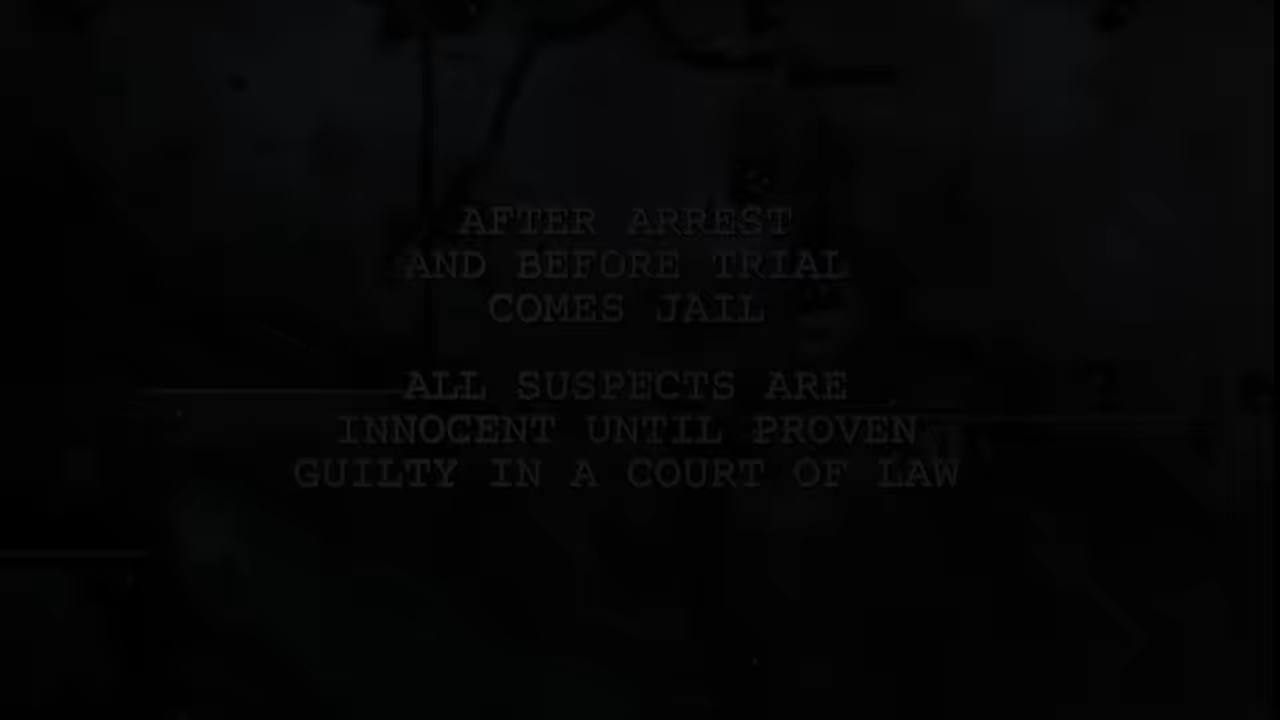 AFTER ARREST
AND BEFORE TRIAL
COMES JAIL
ALL SUSPECTS ARE
INNOCENT UNTIL PROVEN
GUILTY IN A COURT OF LAW